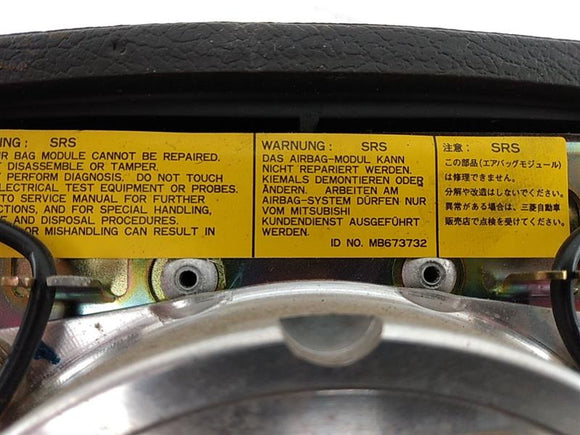 ING : SRS
R BAG MODULE CANNOT BE REPAIRED.
DISASSEMBLE OR TAMPER.
PERFORM DIAGNOSIS. DO NOT TOUCH
LECTRICAL TEST EQUIPMENT OR PROBES.
TO SERVICE MANUAL FOR FURTHER
CTIONS, AND FOR SPECIAL HANDLING,
AND DISPOSAL PROCEDURES.
OR MISHANDLING CAN RESULT IN
WARNUNG : SRS
DAS AIRBAG-MODUL KANN
NICHT REPARIERT WERDEN.
KIEMALS DEMONTIEREN ODER
ÄNDERN. ARBEITEN AM
AIRBAG-SYSTEM DÜRFEN NUR
VOM MITSUBISHI
KUNDENDIENST AUSGEFÜHRT
WERDEN.
ID NO. MB673732
注意 : SRS
この部品(エアバッグモジュール)
は修理できません。
分解や改造はしないでください。
異常がある場合は、三菱自動車
販売店で点検を受けてください。